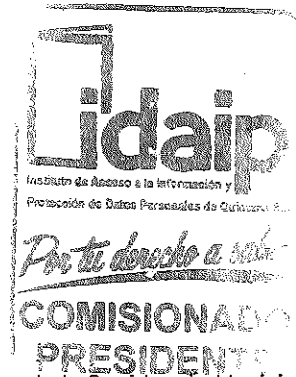 idaip
Instituto de Acceso a la Información y
Protección de Datos Personales de Quintana
Por tu derecho a
COMISIONADO
PRESIDENTE